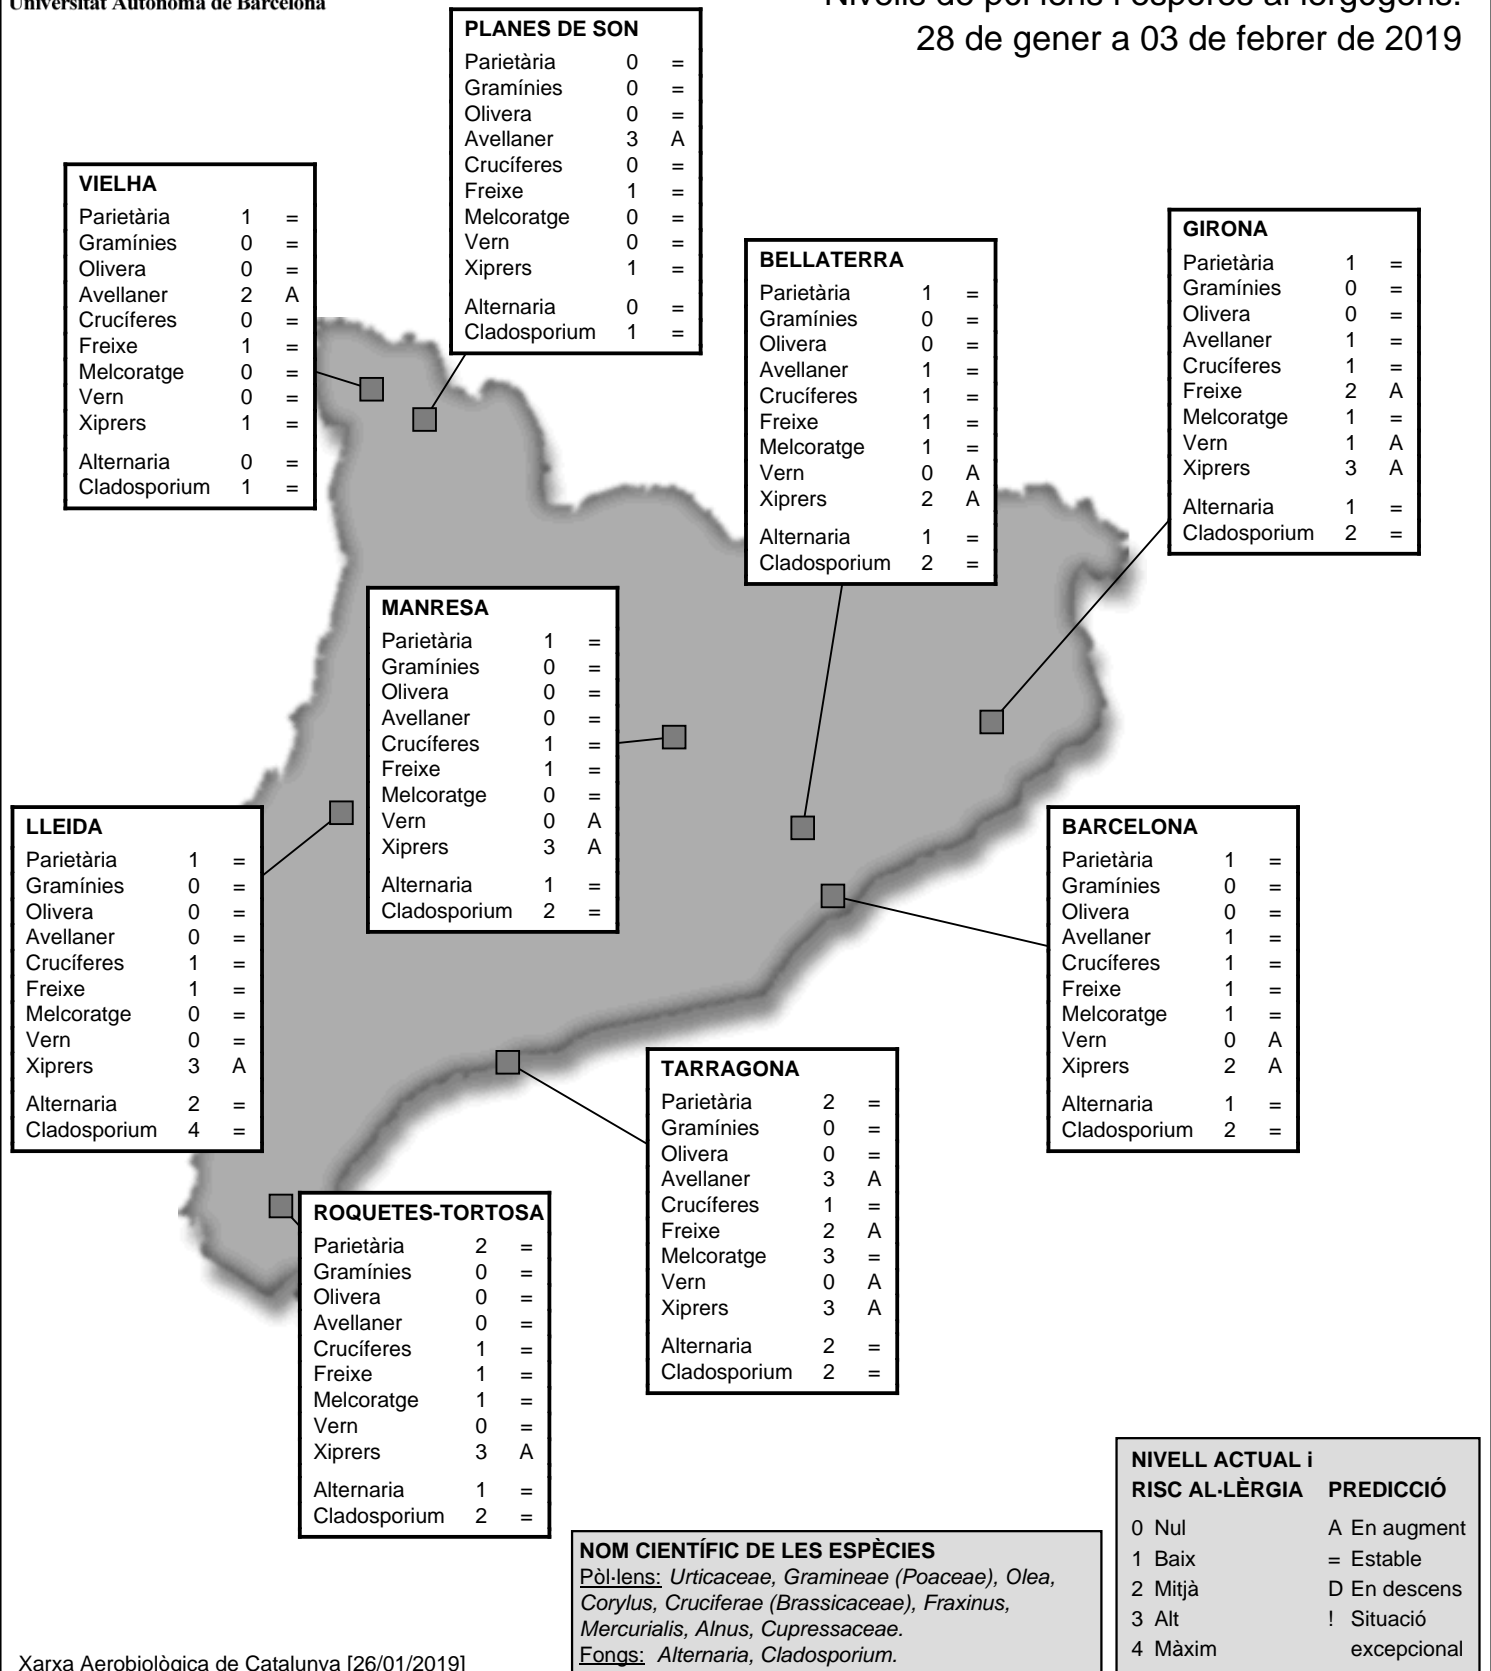 Universitat Autònoma de Barcelona
Nivells de pol·lens i espores al·lergògens.
28 de gener a 03 de febrer de 2019
PLANES DE SON
Parietària 0 =
Gramínies 0 =
Olivera 0 =
Avellaner 3 A
Crucíferes 0 =
Freixe 1 =
Melcoratge 0 =
Vern 0 =
Xiprers 1 =
Alternaria 0 =
Cladosporium 1 =
VIELHA
Parietària 1 =
Gramínies 0 =
Olivera 0 =
Avellaner 2 A
Crucíferes 0 =
Freixe 1 =
Melcoratge 0 =
Vern 0 =
Xiprers 1 =
Alternaria 0 =
Cladosporium 1 =
BELLATERRA
Parietària 1 =
Gramínies 0 =
Olivera 0 =
Avellaner 1 =
Crucíferes 1 =
Freixe 1 =
Melcoratge 1 =
Vern 0 A
Xiprers 2 A
Alternaria 1 =
Cladosporium 2 =
GIRONA
Parietària 1 =
Gramínies 0 =
Olivera 0 =
Avellaner 1 =
Crucíferes 1 =
Freixe 2 A
Melcoratge 1 =
Vern 1 A
Xiprers 3 A
Alternaria 1 =
Cladosporium 2 =
MANRESA
Parietària 1 =
Gramínies 0 =
Olivera 0 =
Avellaner 0 =
Crucíferes 1 =
Freixe 1 =
Melcoratge 0 =
Vern 0 A
Xiprers 3 A
Alternaria 1 =
Cladosporium 2 =
LLEIDA
Parietària 1 =
Gramínies 0 =
Olivera 0 =
Avellaner 0 =
Crucíferes 1 =
Freixe 1 =
Melcoratge 0 =
Vern 0 =
Xiprers 3 A
Alternaria 2 =
Cladosporium 4 =
BARCELONA
Parietària 1 =
Gramínies 0 =
Olivera 0 =
Avellaner 1 =
Crucíferes 1 =
Freixe 1 =
Melcoratge 1 =
Vern 0 A
Xiprers 2 A
Alternaria 1 =
Cladosporium 2 =
TARRAGONA
Parietària 2 =
Gramínies 0 =
Olivera 0 =
Avellaner 3 A
Crucíferes 1 =
Freixe 2 A
Melcoratge 3 =
Vern 0 A
Xiprers 3 A
Alternaria 2 =
Cladosporium 2 =
ROQUETES-TORTOSA
Parietària 2 =
Gramínies 0 =
Olivera 0 =
Avellaner 0 =
Crucíferes 1 =
Freixe 1 =
Melcoratge 1 =
Vern 0 =
Xiprers 3 A
Alternaria 1 =
Cladosporium 2 =
NOM CIENTÍFIC DE LES ESPÈCIES
Pòl·lens: Urticaceae, Gramineae (Poaceae), Olea,
Corylus, Cruciferae (Brassicaceae), Fraxinus,
Mercurialis, Alnus, Cupressaceae.
Fongs: Alternaria, Cladosporium.
NIVELL ACTUAL i
RISC AL·LÈRGIA PREDICCIÓ
0 Nul A En augment
1 Baix = Estable
2 Mitjà D En descens
3 Alt ! Situació
4 Màxim excepcional
Xarxa Aerobiològica de Catalunya [26/01/2019]